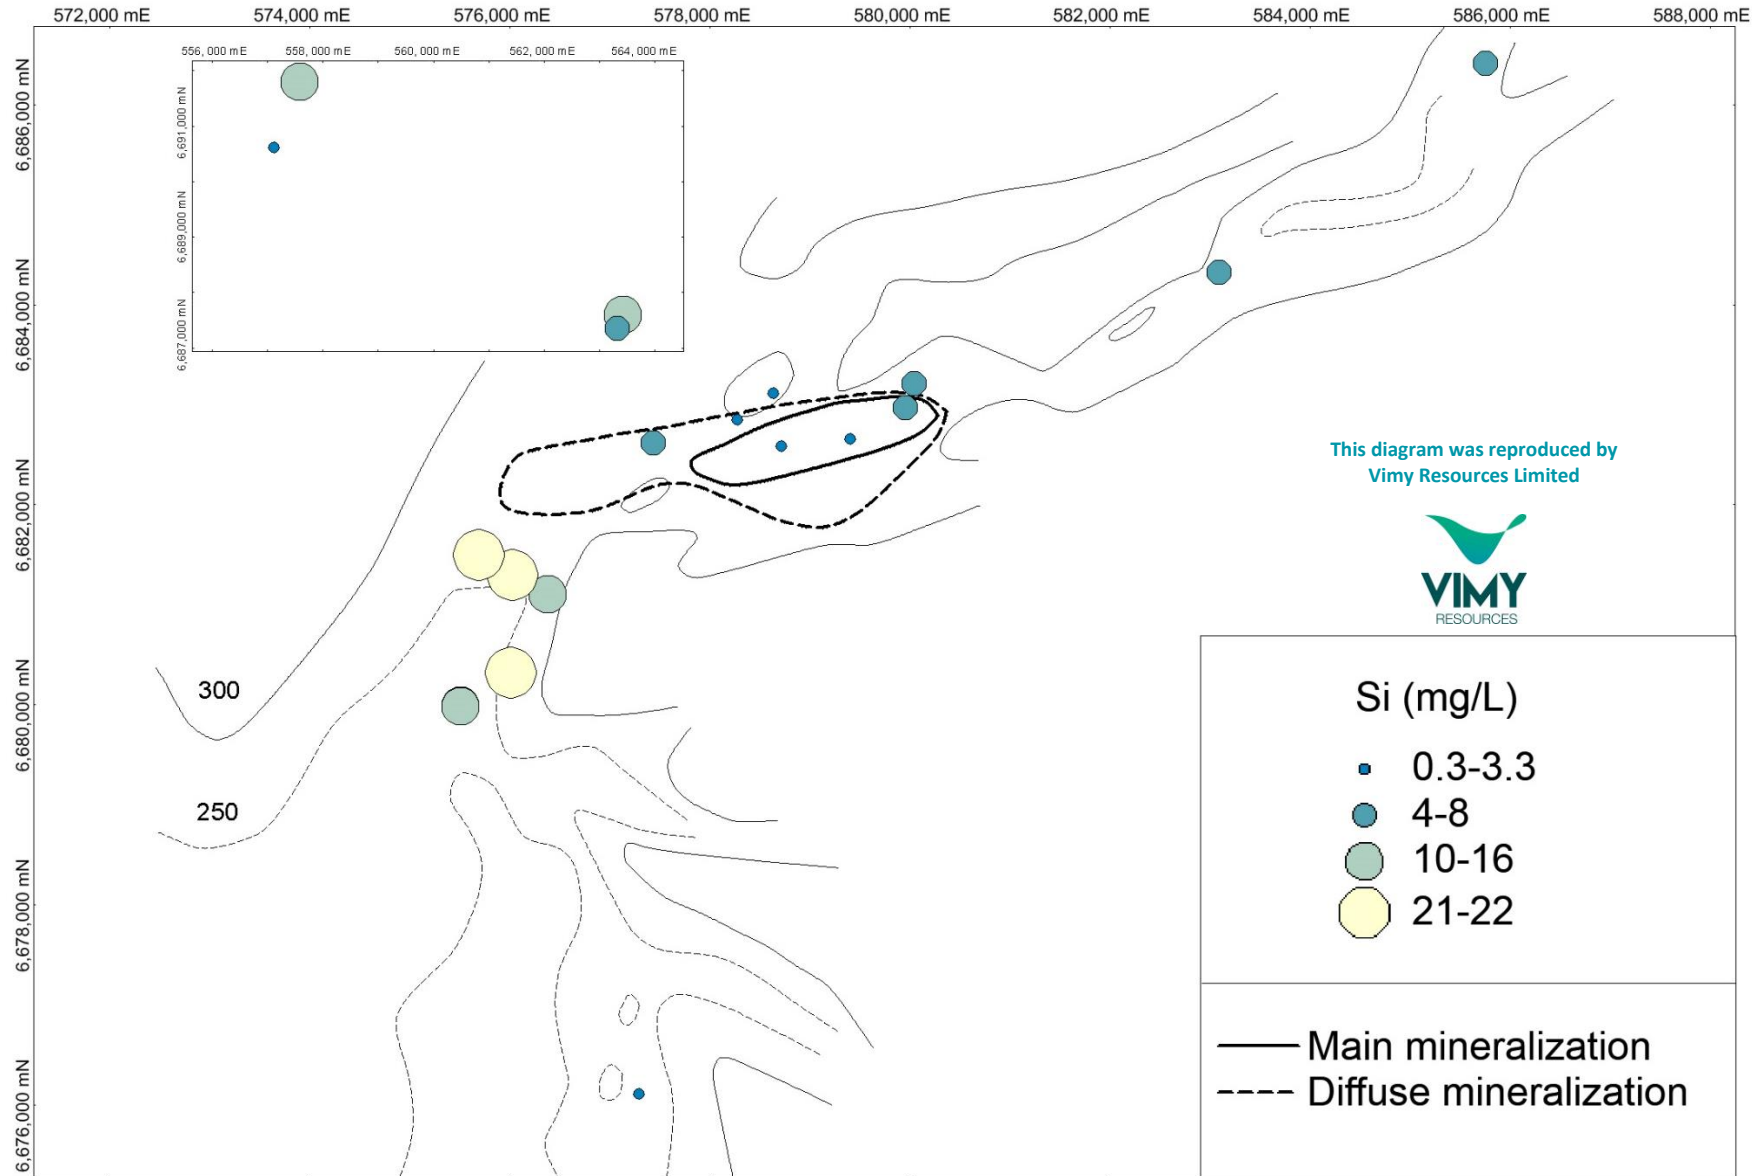 572,000 mE 574,000 mE 576,000 mE 578,000 mE 580,000 mE 582,000 mE 584,000 mE 586,000 mE 588,000 mE
556, 000 mE 558, 000 mE 560, 000 mE 562, 000 mE 564, 000 mE
6,691,000 mN
6,689,000 mN
6,687,000 mN
6,686,000 mN
6,684,000 mN
6,682,000 mN
6,680,000 mN
6,678,000 mN
6,676,000 mN
300
250
This diagram was reproduced by
Vimy Resources Limited
VIMY
RESOURCES
Si (mg/L)
0.3-3.3
4-8
10-16
21-22
Main mineralization
Diffuse mineralization